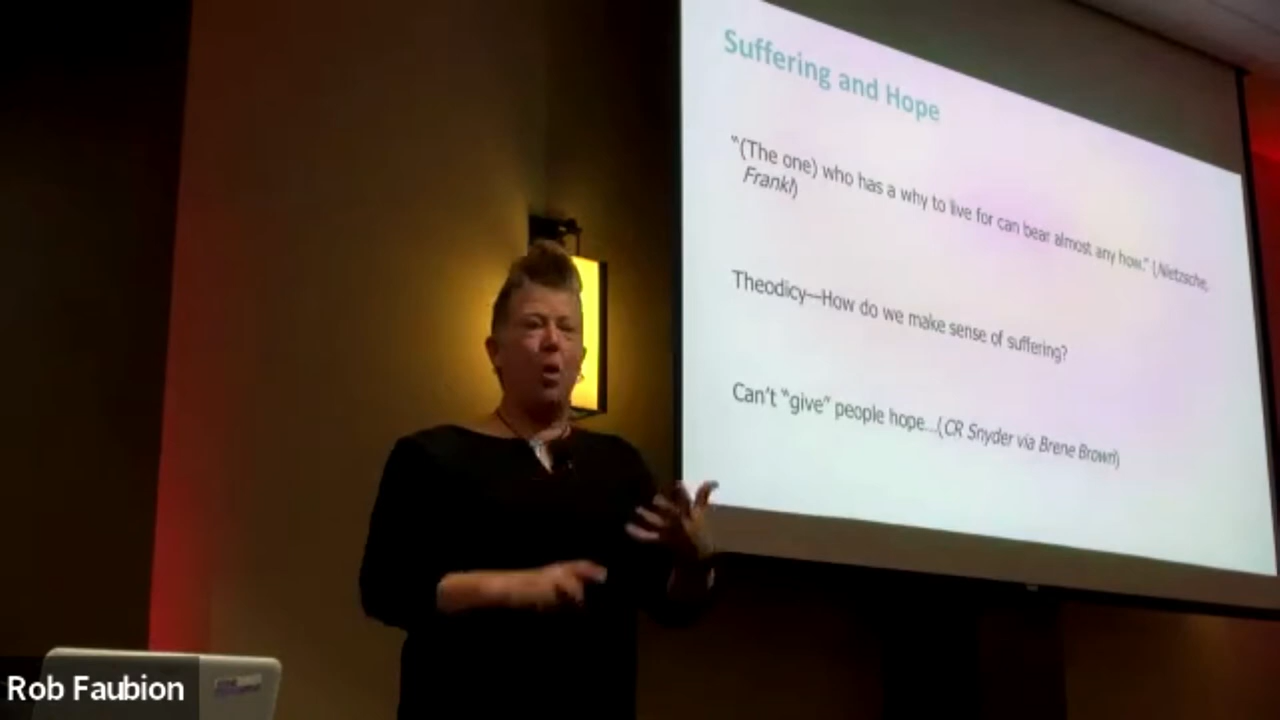 Suffering and Hope
"(The one) who has a why to live for can bear almost any how." (Nietzsche,
Frankl)
Theodicy—How do we make sense of suffering?
Can't "give" people hope...(CR Snyder via Brene Brown)
Rob Faubion